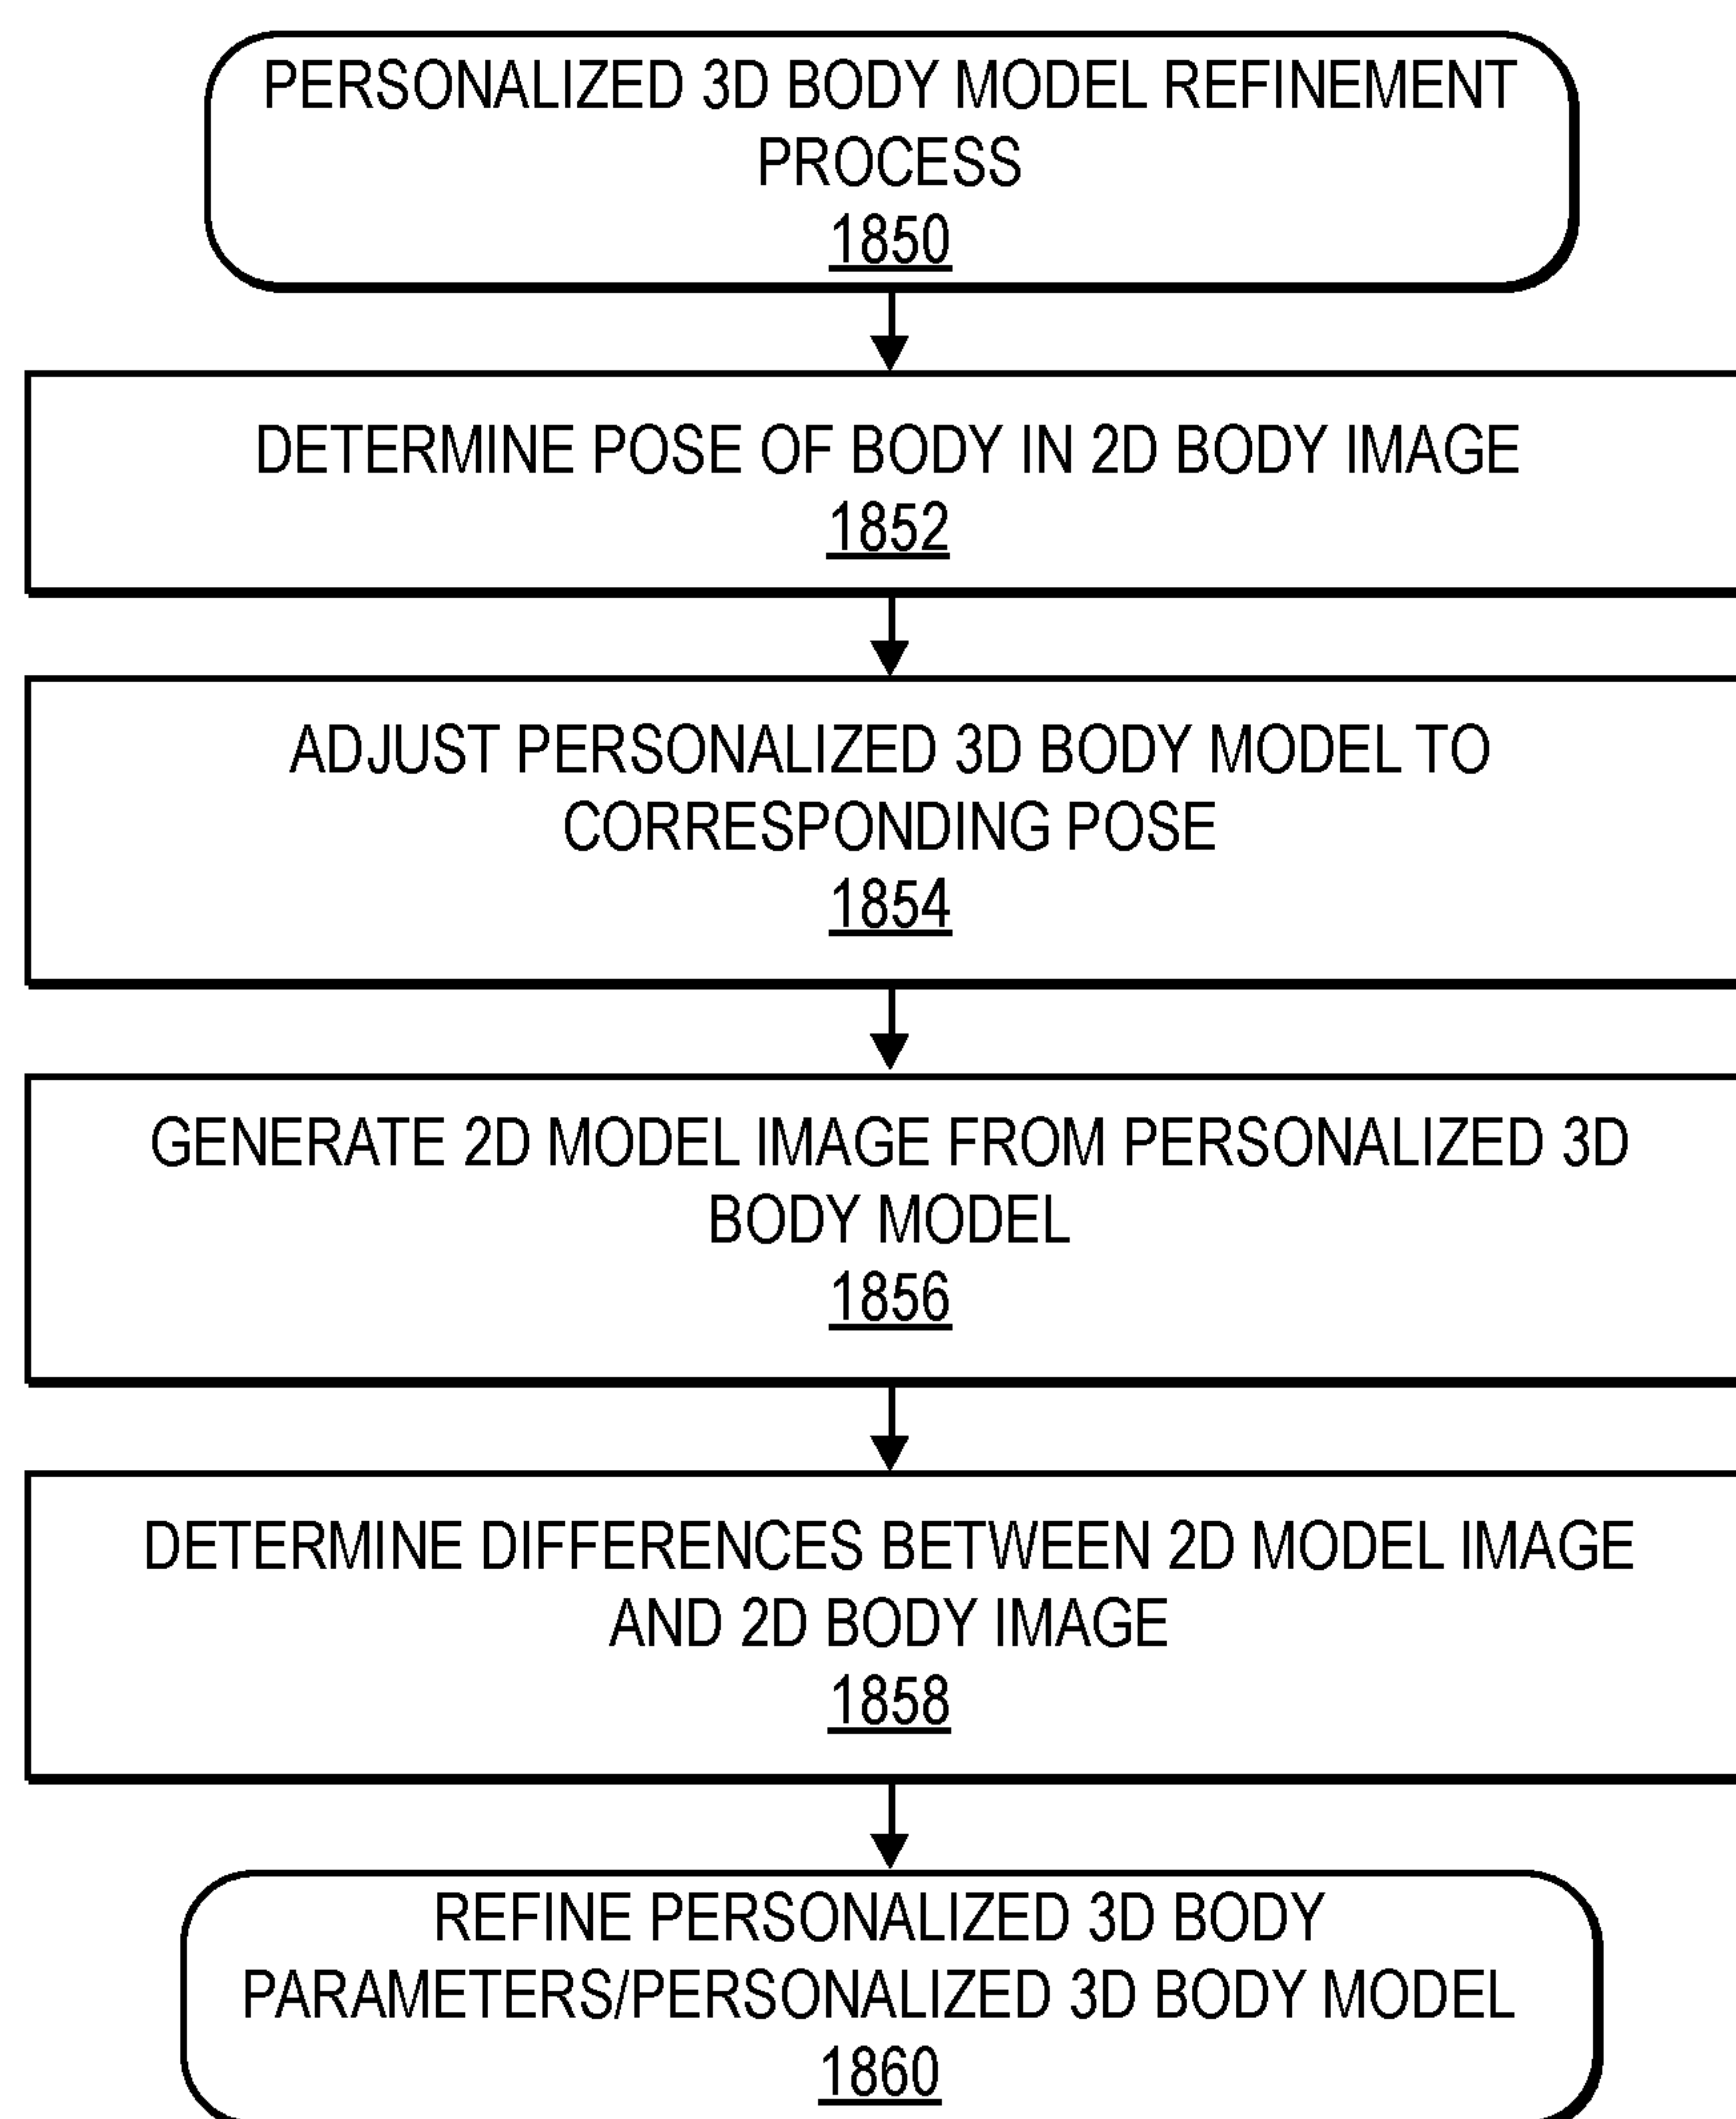 PERSONALIZED 3D BODY MODEL REFINEMENT
PROCESS
1850
DETERMINE POSE OF BODY IN 2D BODY IMAGE
1852
ADJUST PERSONALIZED 3D BODY MODEL TO
CORRESPONDING POSE
1854
GENERATE 2D MODEL IMAGE FROM PERSONALIZED 3D
BODY MODEL
1856
DETERMINE DIFFERENCES BETWEEN 2D MODEL IMAGE
AND 2D BODY IMAGE
1858
REFINE PERSONALIZED 3D BODY
PARAMETERS/PERSONALIZED 3D BODY MODEL
1860